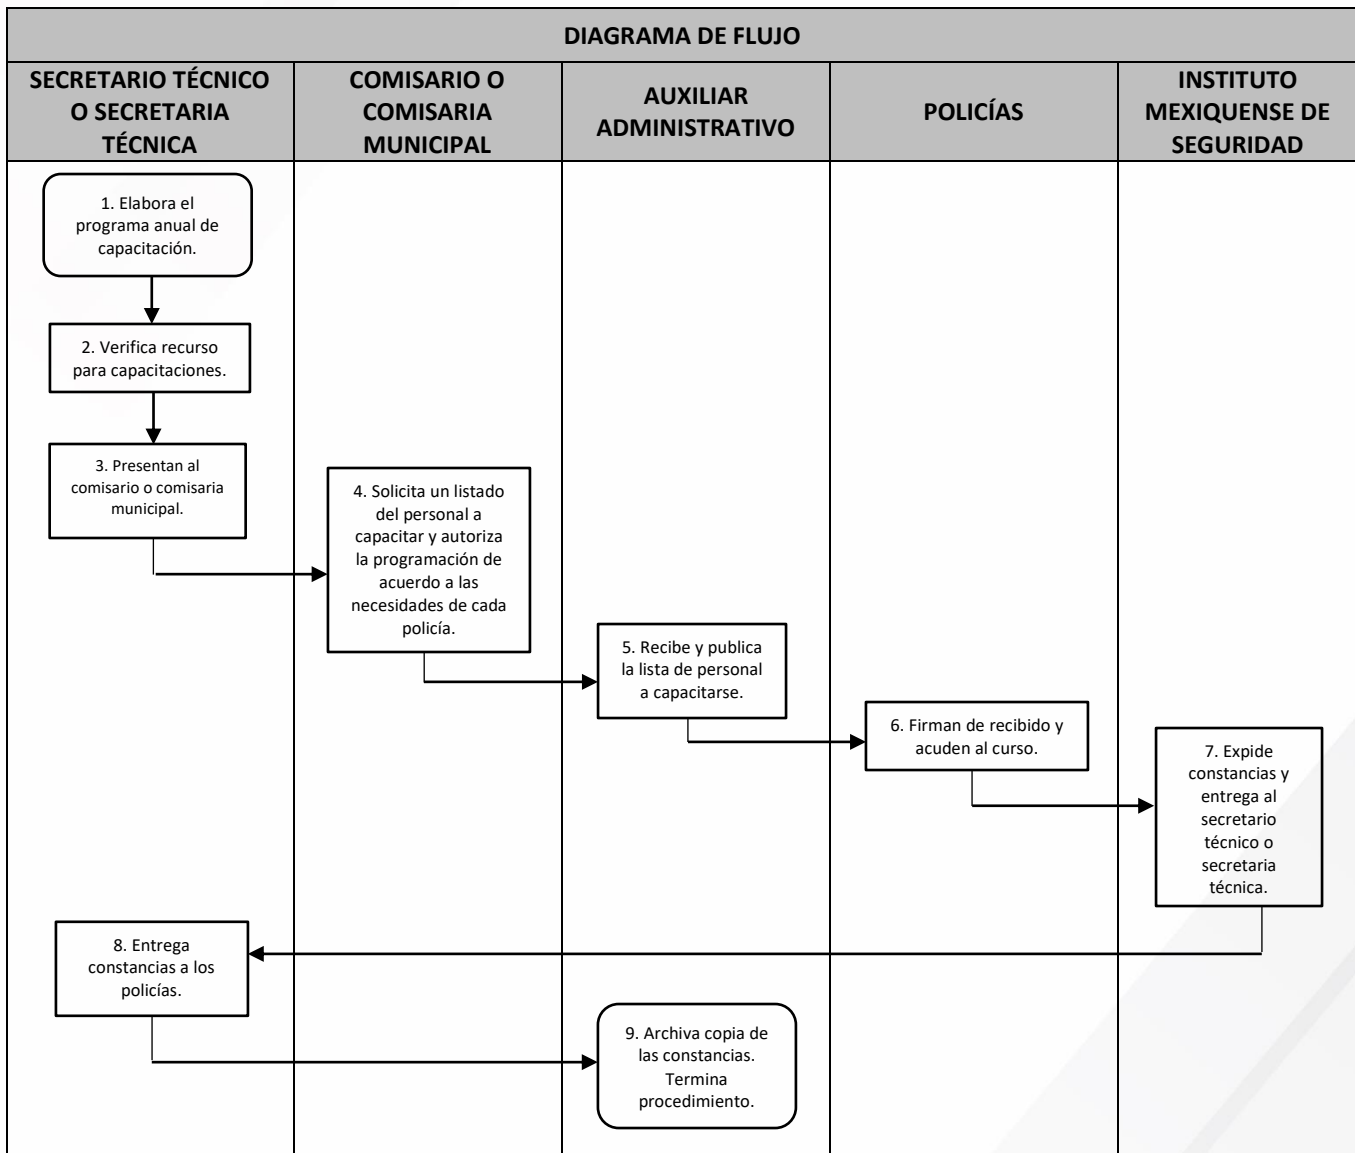 DIAGRAMA DE FLUJO
SECRETARIO TÉCNICO
O SECRETARIA
TÉCNICA
COMISARIO O
COMISARIA
MUNICIPAL
AUXILIAR
ADMINISTRATIVO
POLICÍAS
INSTITUTO
MEXIQUENSE DE
SEGURIDAD
1. Elabora el
programa anual de
capacitación.
2. Verifica recurso
para capacitaciones.
3. Presentan al
comisario o comisaria
municipal.
4. Solicita un listado
del personal a
capacitar y autoriza
la programación de
acuerdo a las
necesidades de cada
policía.
5. Recibe y publica
la lista de personal
a capacitarse.
6. Firman de recibido y
acuden al curso.
7. Expide
constancias y
entrega al
secretario
técnico o
secretaria
técnica.
8. Entrega
constancias a los
policías.
9. Archiva copia de
las constancias.
Termina
procedimiento.